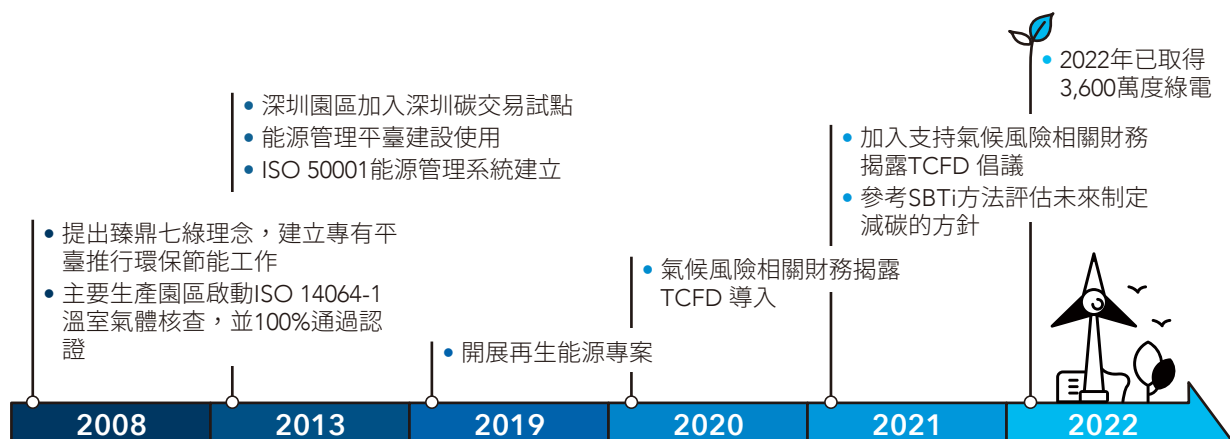 • 提出臻鼎七綠理念，建立專有平
臺推行環保節能工作
• 主要生產園區啟動ISO 14064-1
溫室氣體核查，並100%通過認
證
• 深圳園區加入深圳碳交易試點
• 能源管理平臺建設使用
• ISO 50001能源管理系統建立
• 開展再生能源專案
• 氣候風險相關財務揭露
TCFD 導入
• 加入支持氣候風險相關財務
揭露TCFD 倡議
• 參考SBTi方法評估未來制定
減碳的方針
• 2022年已取得
3,600萬度綠電
2008 2013 2019 2020 2021 2022